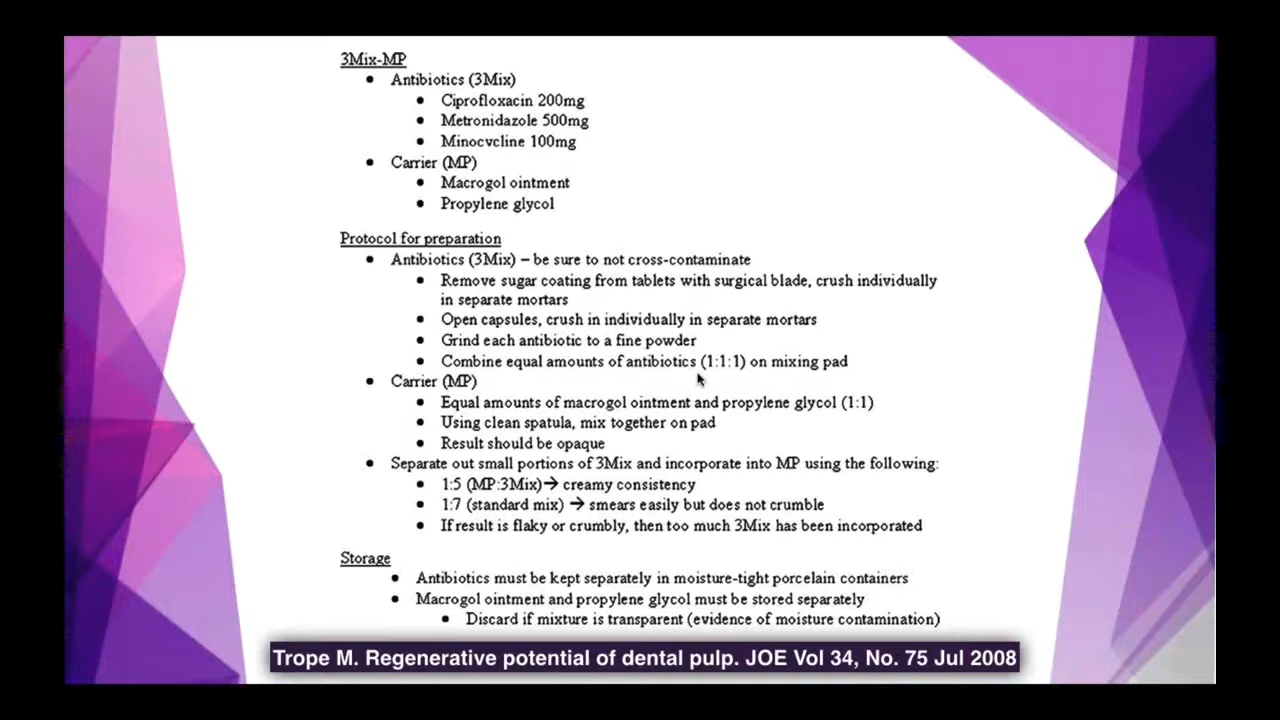 3Mix-MP
• Antibiotics (3Mix)
• Ciprofloxacin 200mg
• Metronidazole 500mg
• Minocycline 100mg
• Carrier (MP)
• Macrogol ointment
• Propylene glycol
Protocol for preparation
• Antibiotics (3Mix) – be sure to not cross-contaminate
• Remove sugar coating from tablets with surgical blade, crush individually
in separate mortars
• Open capsules, crush in individually in separate mortars
• Grind each antibiotic to a fine powder
• Combine equal amounts of antibiotics (1:1:1) on mixing pad
• Carrier (MP)
• Equal amounts of macrogol ointment and propylene glycol (1:1)
• Using clean spatula, mix together on pad
• Result should be opaque
• Separate out small portions of 3Mix and incorporate into MP using the following:
• 1:5 (MP:3Mix)→ creamy consistency
• 1:7 (standard mix) → smears easily but does not crumble
• If result is flaky or crumbly, then too much 3Mix has been incorporated
Storage
• Antibiotics must be kept separately in moisture-tight porcelain containers
• Macrogol ointment and propylene glycol must be stored separately
• Discard if mixture is transparent (evidence of moisture contamination)
Trope M. Regenerative potential of dental pulp. JOE Vol 34, No. 75 Jul 2008